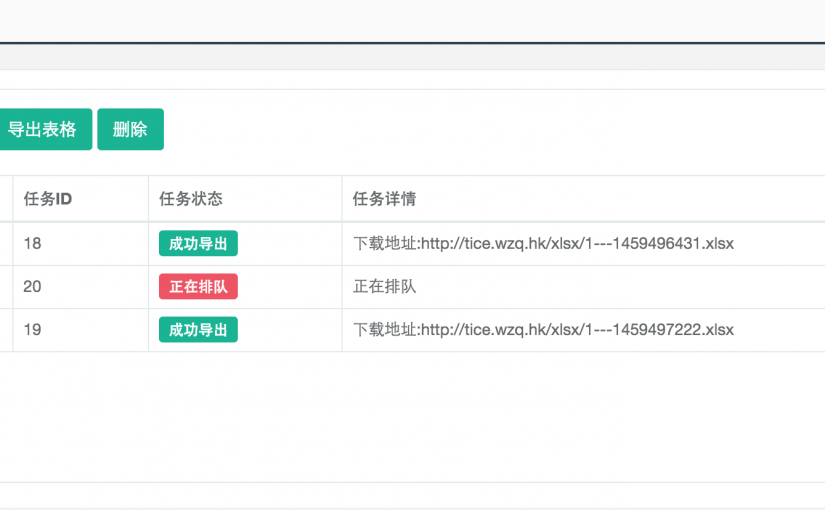 导出表格 删除
任务ID 任务状态 任务详情
18 成功导出 下载地址:http://tice.wzq.hk/xlsx/1---1459496431.xlsx
20 正在排队 正在排队
19 成功导出 下载地址:http://tice.wzq.hk/xlsx/1---1459497222.xlsx